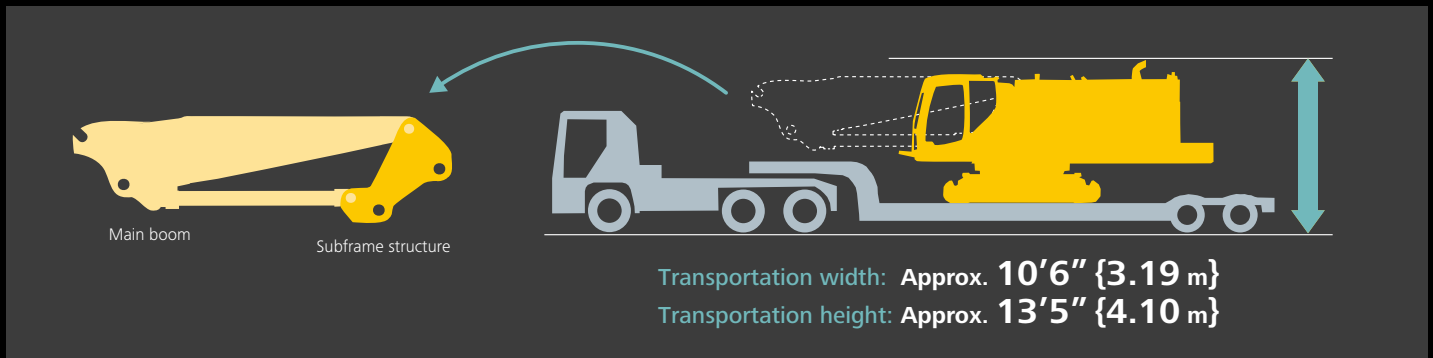 Main boom
Subframe structure
Transportation width: Approx. 10’6” {3.19 m}
Transportation height: Approx. 13’5” {4.10 m}